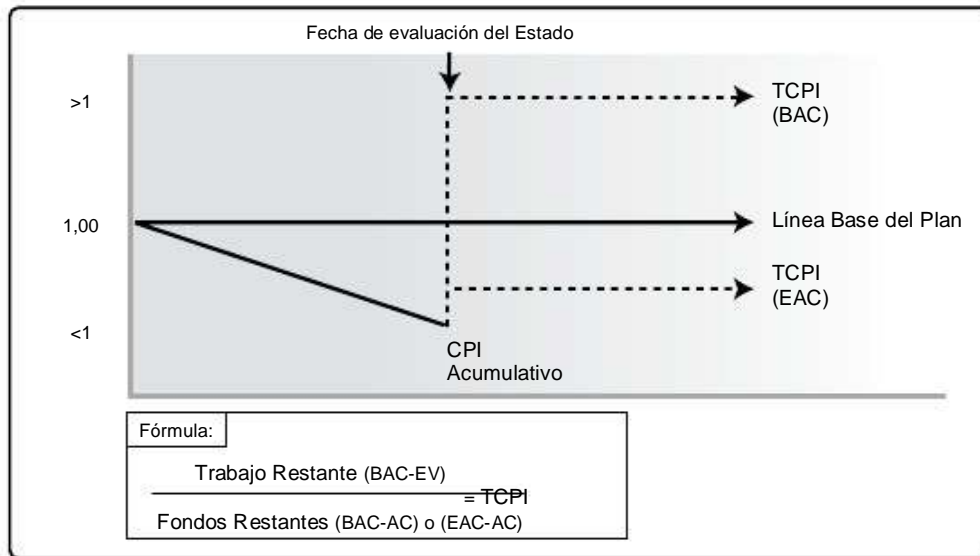 Fecha de evaluación del Estado
>1
TCPI
(BAC)
1,00
Línea Base del Plan
TCPI
(EAC)
<1
CPI
Acumulativo
Fórmula:
Trabajo Restante (BAC-EV)
= TCPI
Fondos Restantes (BAC-AC) o (EAC-AC)